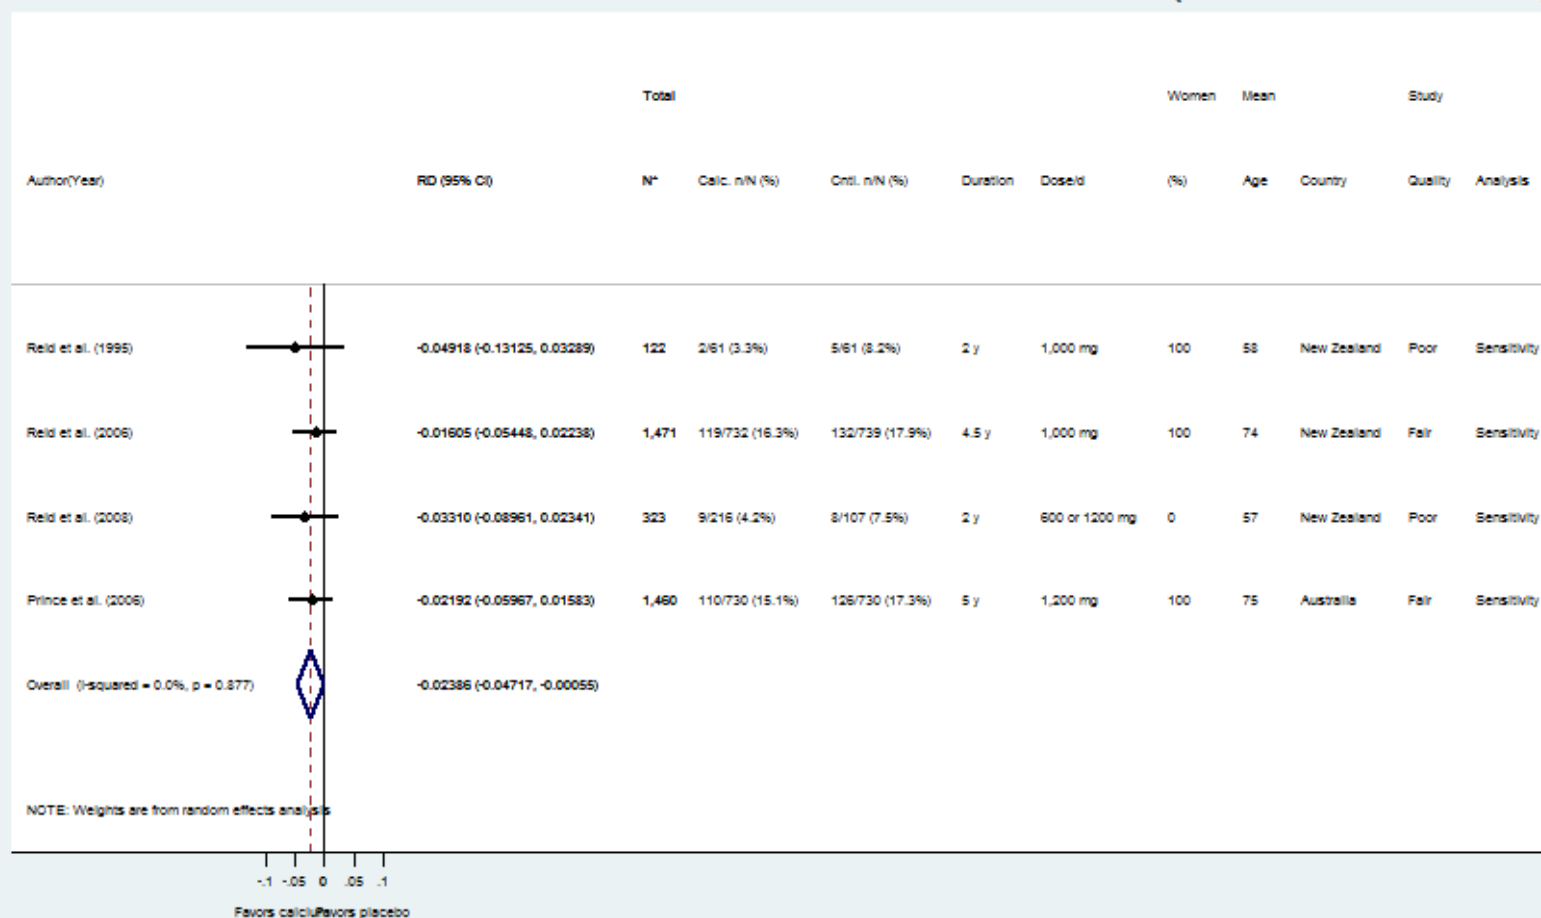 Total Women Mean Study
Author(Year) RD (95% CI) N* Calc. n/N (%) Cntl. n/N (%) Duration Dose/d (%) Age Country Quality Analysis
Reid et al. (1995) -0.04918 (-0.13125, 0.03289) 122 2/61 (3.3%) 5/61 (8.2%) 2 y 1,000 mg 100 58 New Zealand Poor Sensitivity
Reid et al. (2006) -0.01605 (-0.05448, 0.02238) 1,471 119/732 (16.3%) 132/739 (17.9%) 4.5 y 1,000 mg 100 74 New Zealand Fair Sensitivity
Reid et al. (2008) -0.03310 (-0.08961, 0.02341) 323 9/216 (4.2%) 8/107 (7.5%) 2 y 600 or 1200 mg 0 57 New Zealand Poor Sensitivity
Prince et al. (2006) -0.02192 (-0.05967, 0.01583) 1,460 110/730 (15.1%) 126/730 (17.3%) 5 y 1,200 mg 100 75 Australia Fair Sensitivity
Overall (I-squared = 0.0%, p = 0.877) -0.02386 (-0.04717, -0.00055)
NOTE: Weights are from random effects analysis
-.1 -.05 0 .05 .1
Favors calciu Favors placebo